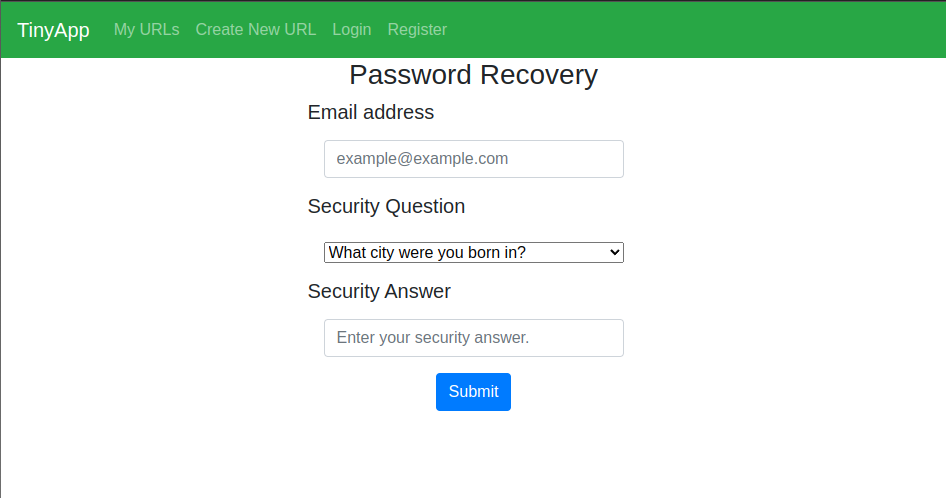 TinyApp My URLs Create New URL Login Register
Password Recovery
Email address
example@example.com
Security Question
What city were you born in?
Security Answer
Enter your security answer.
Submit